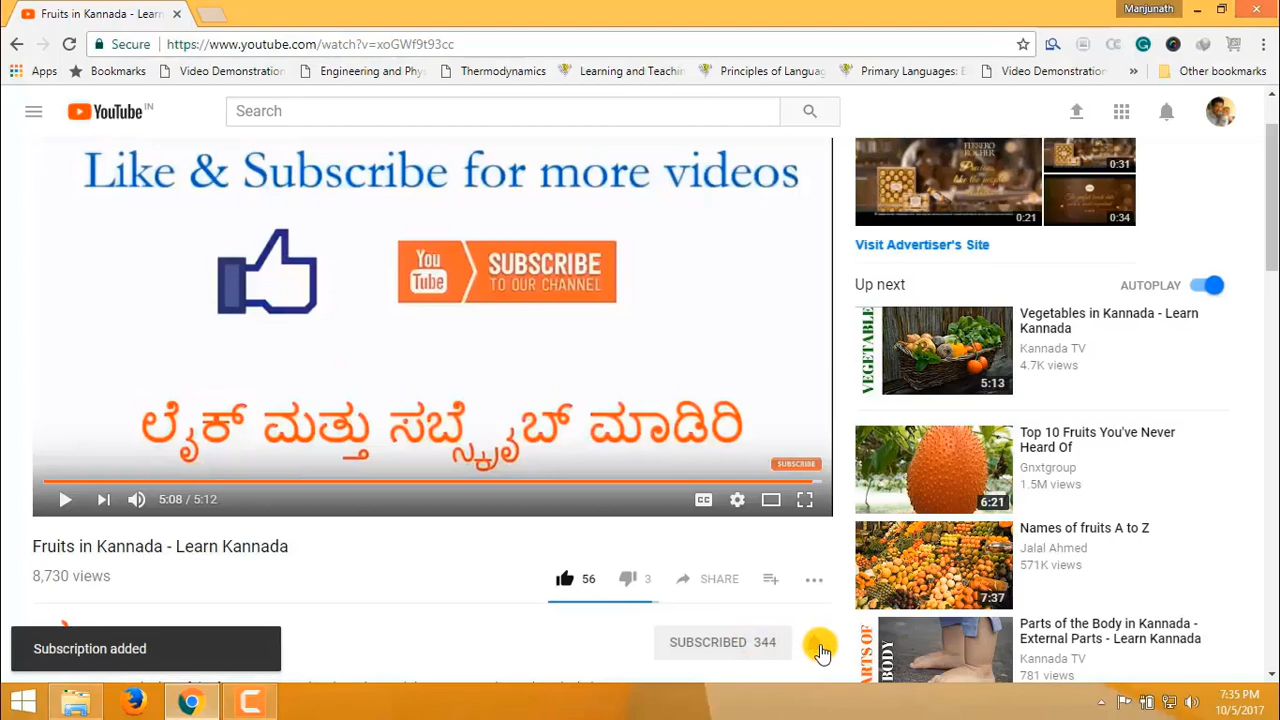 Fruits in Kannada - Learn
Manjunath
Secure
https://www.youtube.com/watch?v=xoGWf9t93cc
Apps
Bookmarks
Video Demonstration
Engineering and Phys
Thermodynamics
Learning and Teachin
Principles of Languag
Primary Languages: E
Video Demonstration
»
Other bookmarks
YouTube IN
Search
Like & Subscribe for more videos
You Tube
SUBSCRIBE
TO OUR CHANNEL
ಲೈಕ್ ಮತ್ತು ಸಬ್ಸ್ಕ್ರೈಬ್ ಮಾಡಿರಿ
SUBSCRIBE
5:08 / 5:12
CC
Fruits in Kannada - Learn Kannada
8,730 views
56
3
SHARE
Subscription added
SUBSCRIBED 344
FERRERO
ROCHER
0:21
0:31
0:34
Visit Advertiser's Site
Up next
AUTOPLAY
VEGETABLE
5:13
Vegetables in Kannada - Learn
Kannada
Kannada TV
4.7K views
6:21
Top 10 Fruits You've Never
Heard Of
Gnxtgroup
1.5M views
7:37
Names of fruits A to Z
Jalal Ahmed
571K views
PARTS OF
BODY
Parts of the Body in Kannada -
External Parts - Learn Kannada
Kannada TV
781 views
7:35 PM
10/5/2017